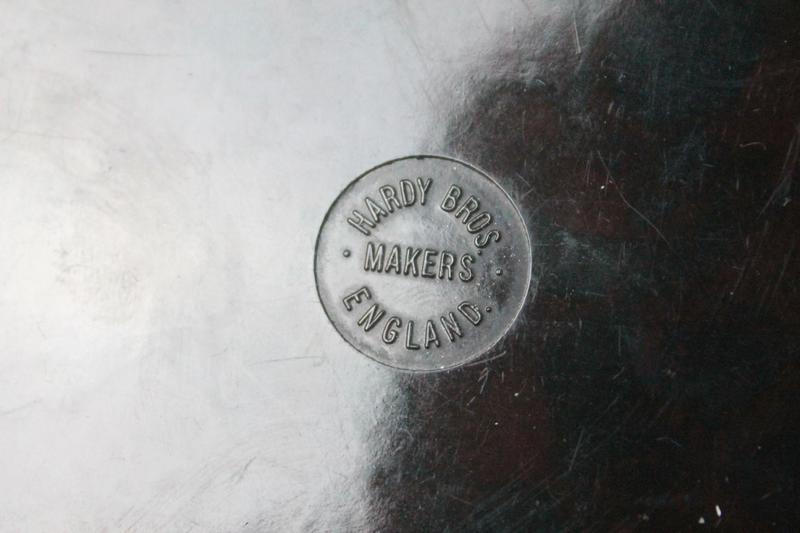 HARDY BROS.
MAKERS.
ENGLAND.